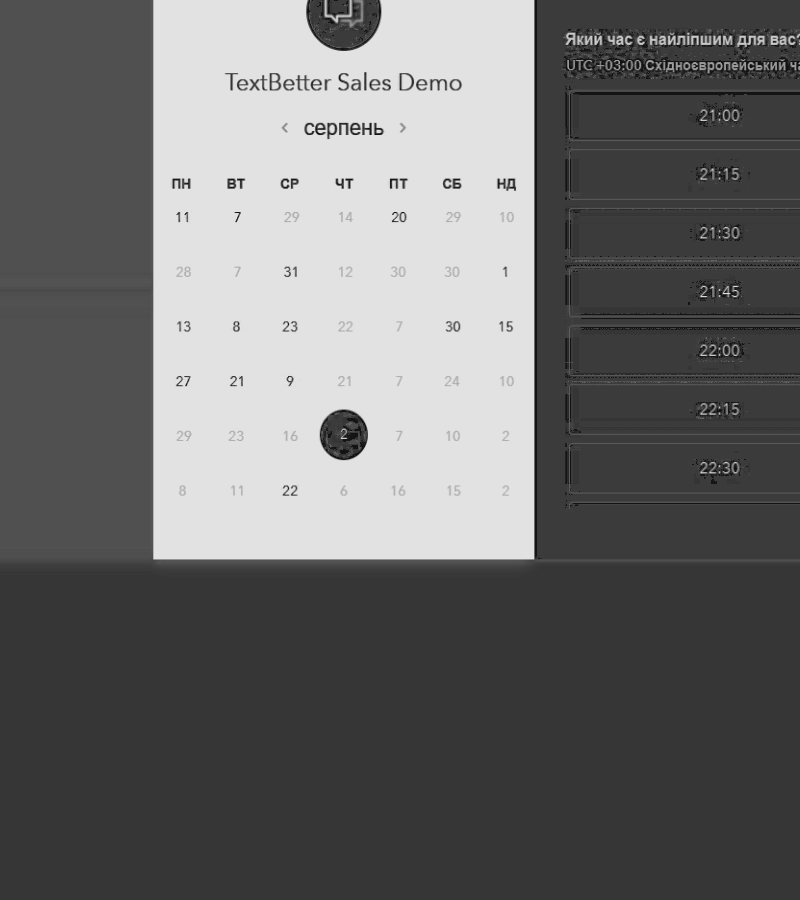 TextBetter Sales Demo
‹ серпень ›
ПН ВТ СР ЧТ ПТ СБ НД
11 7 29 14 20 29 10
28 7 31 12 30 30 1
13 8 23 22 7 30 15
27 21 9 21 7 24 10
29 23 16 2 7 10 2
8 11 22 6 16 15 2
Який час є найліпшим для вас?
UTC +03:00 Східноєвропейський ча
21:00
21:15
21:30
21:45
22:00
22:15
22:30